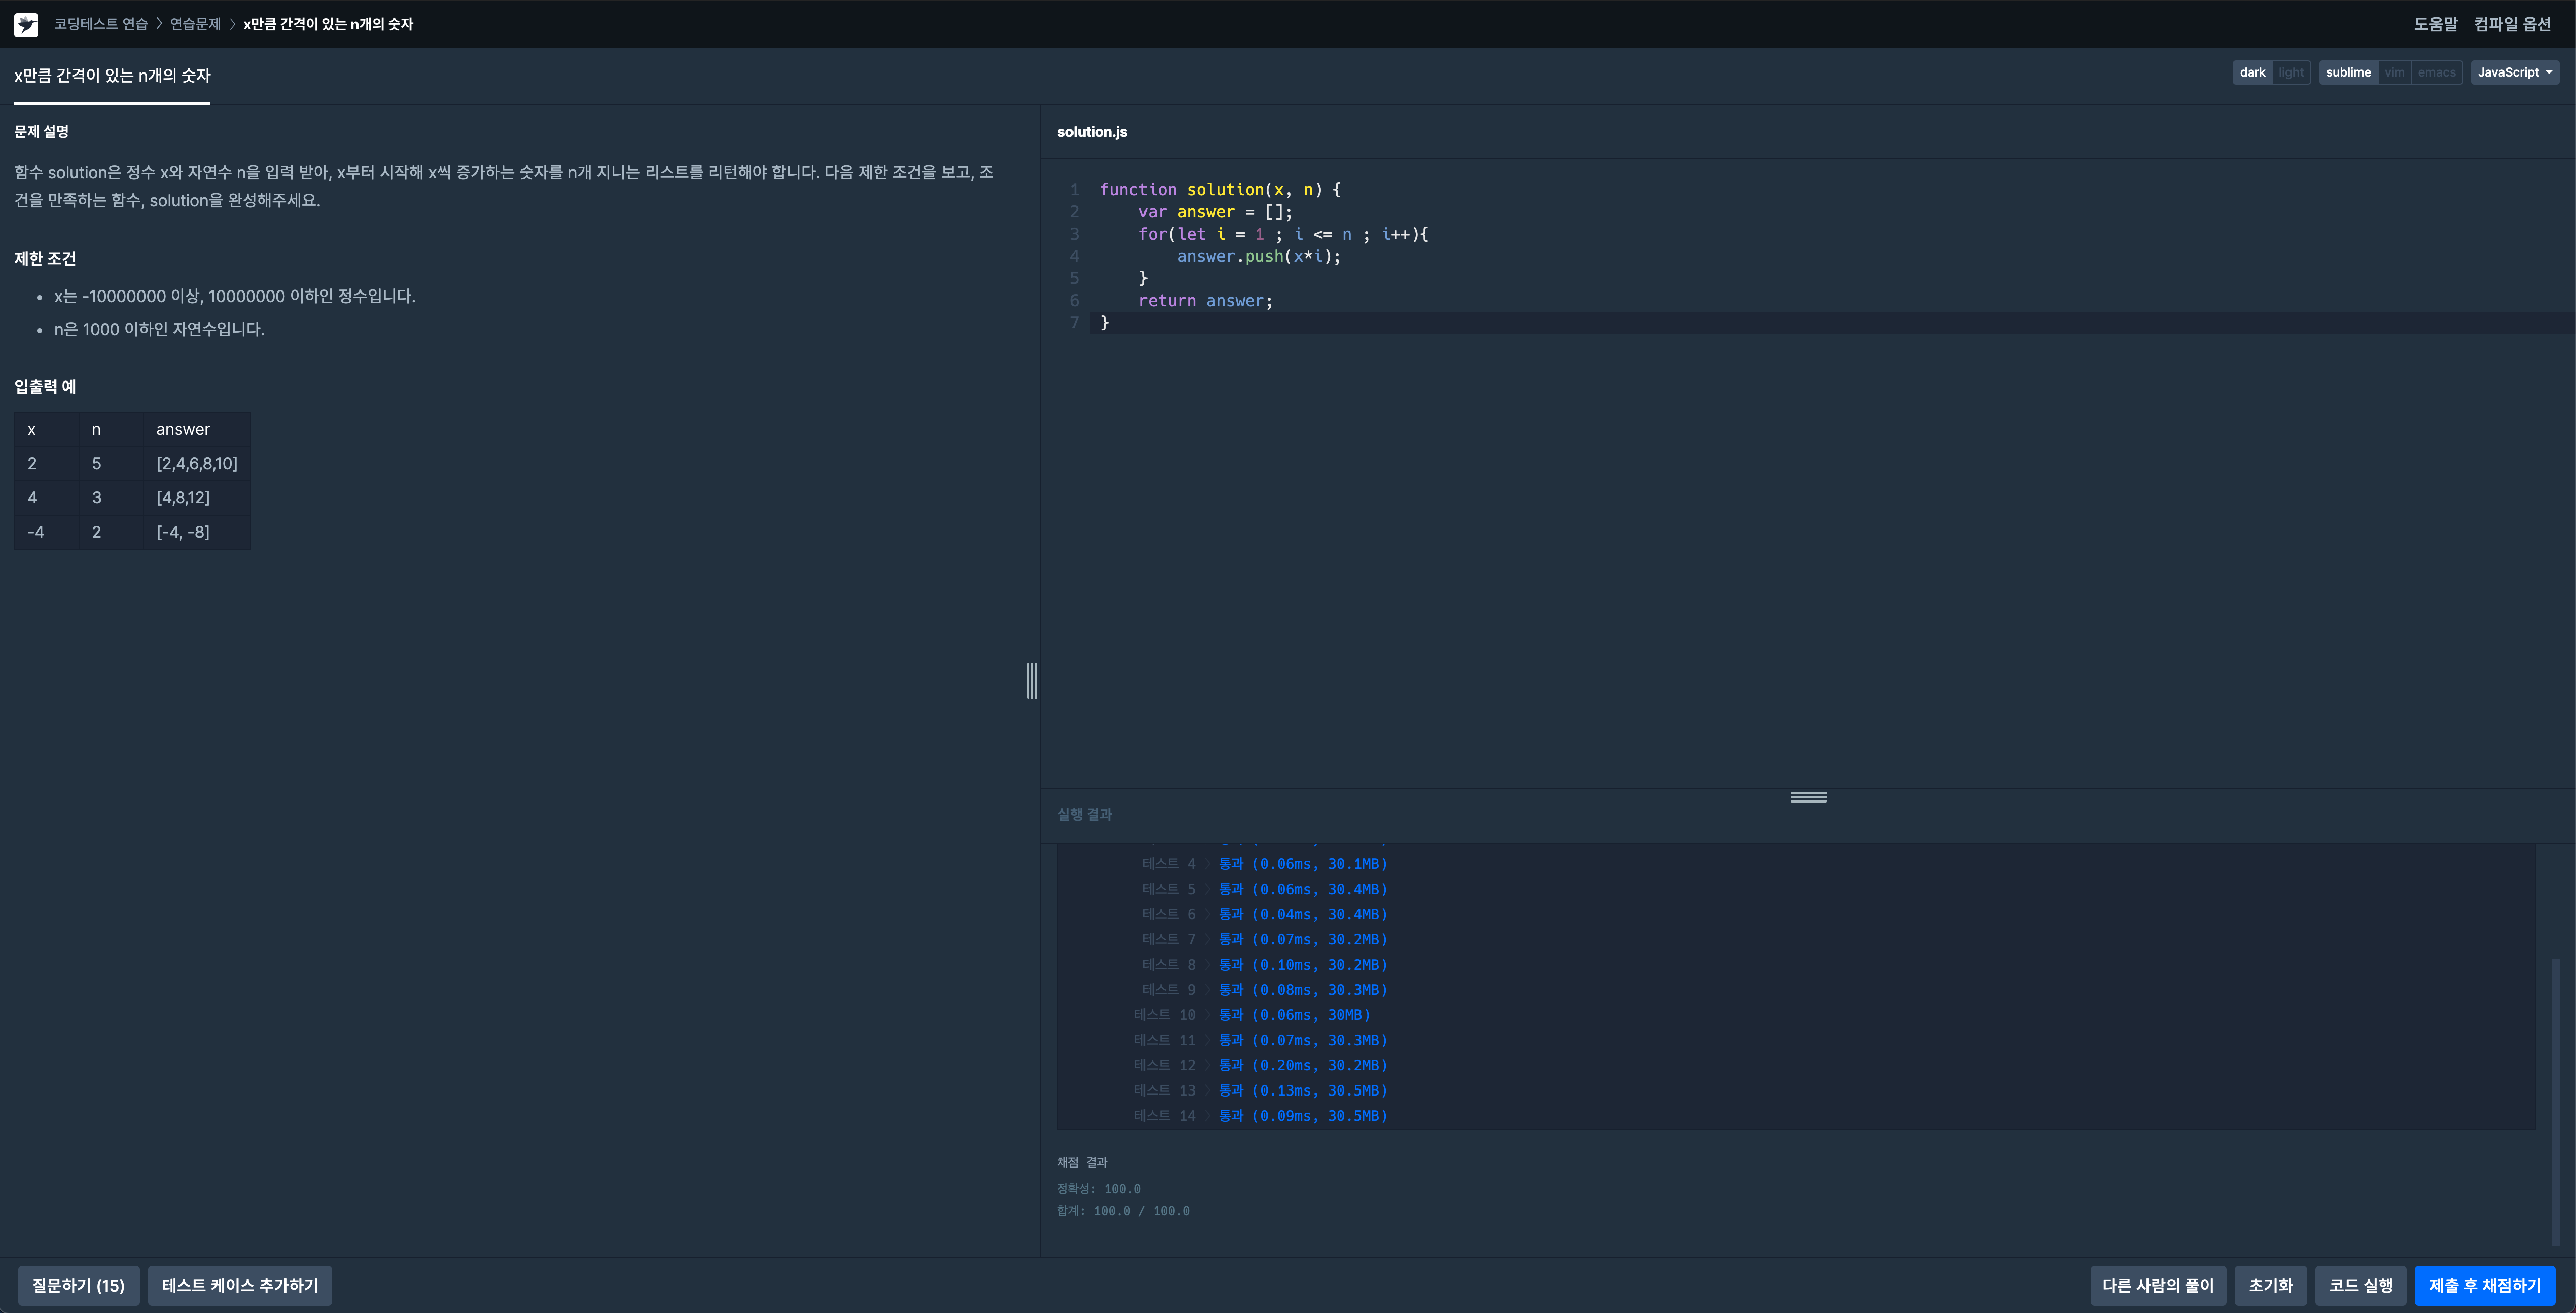 코딩테스트 연습 > 연습문제 > x만큼 간격이 있는 n개의 숫자
도움말 컴파일 옵션
x만큼 간격이 있는 n개의 숫자
dark light sublime vim emacs JavaScript
문제 설명
함수 solution은 정수 x와 자연수 n을 입력 받아, x부터 시작해 x씩 증가하는 숫자를 n개 지니는 리스트를 리턴해야 합니다. 다음 제한 조건을 보고, 조
건을 만족하는 함수, solution을 완성해주세요.
제한 조건
• x는 -10000000 이상, 10000000 이하인 정수입니다.
• n은 1000 이하인 자연수입니다.
입출력 예
x n answer
2 5 [2,4,6,8,10]
4 3 [4,8,12]
-4 2 [-4, -8]
solution.js
1 function solution(x, n) {
2     var answer = [];
3     for(let i = 1 ; i <= n ; i++){
4         answer.push(x*i);
5     }
6     return answer;
7 }
실행 결과
테스트 4 > 통과 (0.06ms, 30.1MB)
테스트 5 > 통과 (0.06ms, 30.4MB)
테스트 6 > 통과 (0.04ms, 30.4MB)
테스트 7 > 통과 (0.07ms, 30.2MB)
테스트 8 > 통과 (0.10ms, 30.2MB)
테스트 9 > 통과 (0.08ms, 30.3MB)
테스트 10 > 통과 (0.06ms, 30MB)
테스트 11 > 통과 (0.07ms, 30.3MB)
테스트 12 > 통과 (0.20ms, 30.2MB)
테스트 13 > 통과 (0.13ms, 30.5MB)
테스트 14 > 통과 (0.09ms, 30.5MB)
채점 결과
정확성: 100.0
합계: 100.0 / 100.0
질문하기 (15) 테스트 케이스 추가하기
다른 사람의 풀이 초기화 코드 실행 제출 후 채점하기